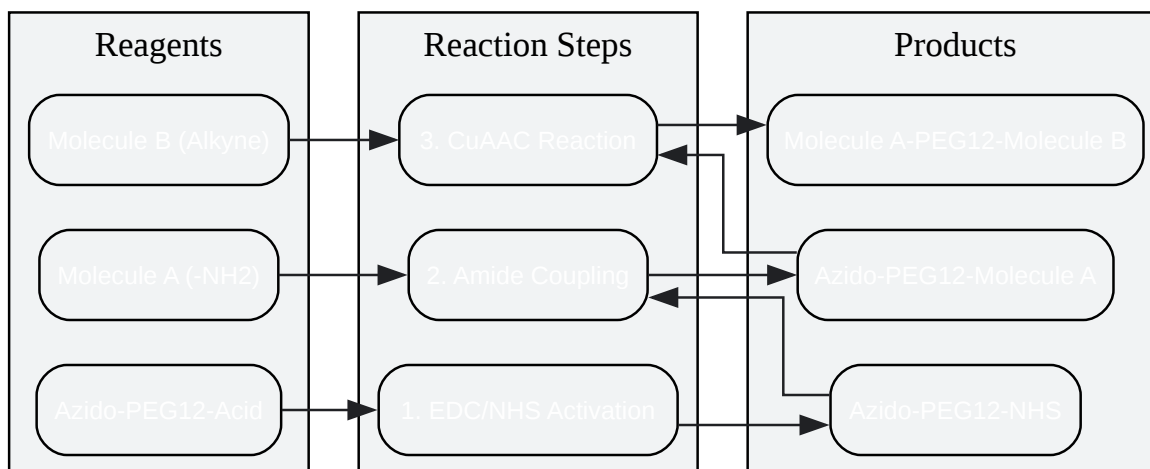 Reagents
Reaction Steps
Products
Molecule B (Alkyne)
3. CuAAC Reaction
Molecule A-PEG12-Molecule B
Molecule A (-NH2)
2. Amide Coupling
Azido-PEG12-Molecule A
Azido-PEG12-Acid
1. EDC/NHS Activation
Azido-PEG12-NHS